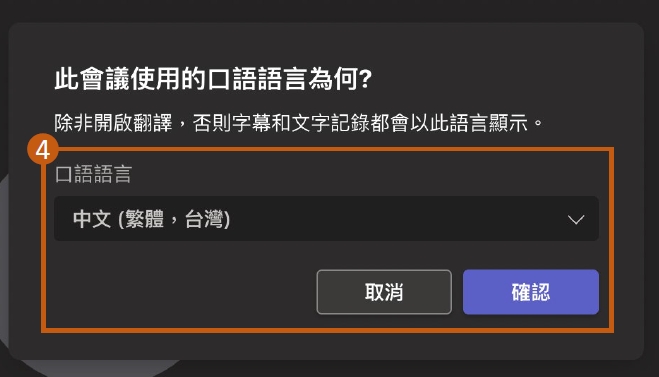 此會議使用的口語語言為何?
除非開啟翻譯，否則字幕和文字記錄都會以此語言顯示。
4
口語語言
中文 (繁體，台灣)
取消
確認